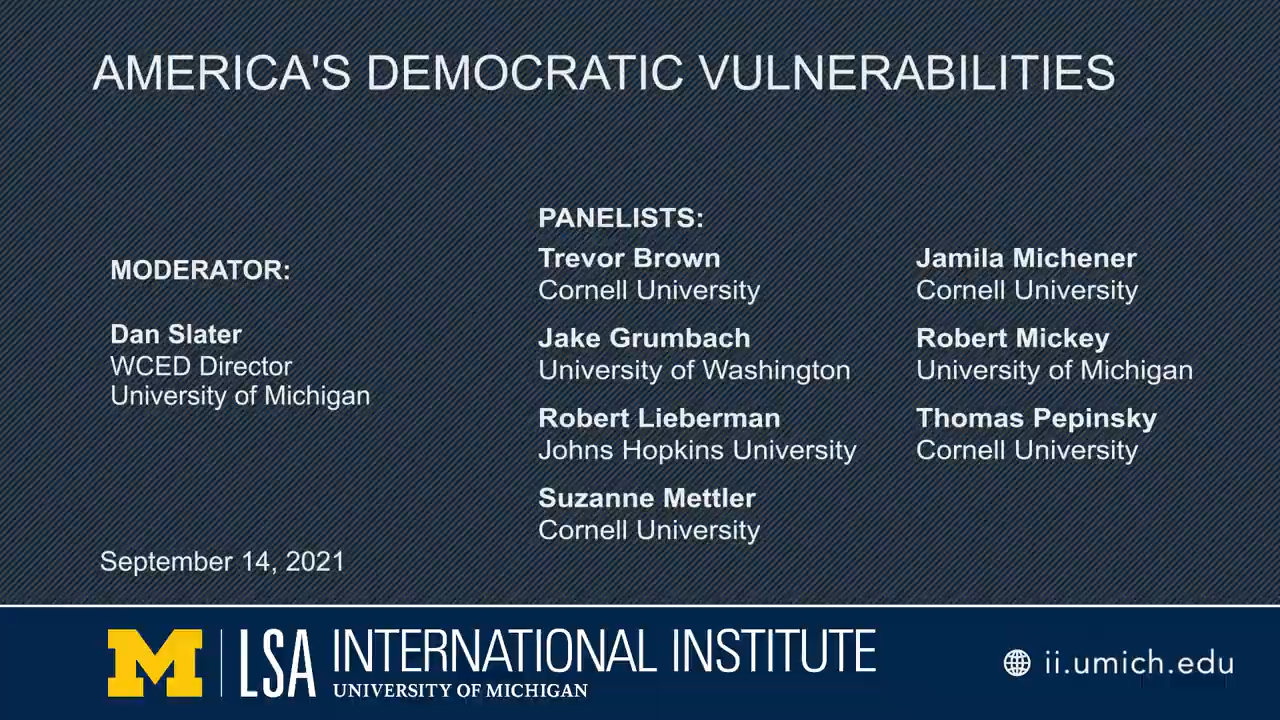 AMERICA'S DEMOCRATIC VULNERABILITIES
MODERATOR:
Dan Slater
WCED Director
University of Michigan
PANELISTS:
Trevor Brown
Cornell University
Jake Grumbach
University of Washington
Robert Lieberman
Johns Hopkins University
Suzanne Mettler
Cornell University
Jamila Michener
Cornell University
Robert Mickey
University of Michigan
Thomas Pepinsky
Cornell University
September 14, 2021
M LSA INTERNATIONAL INSTITUTE
UNIVERSITY OF MICHIGAN
ii.umich.edu